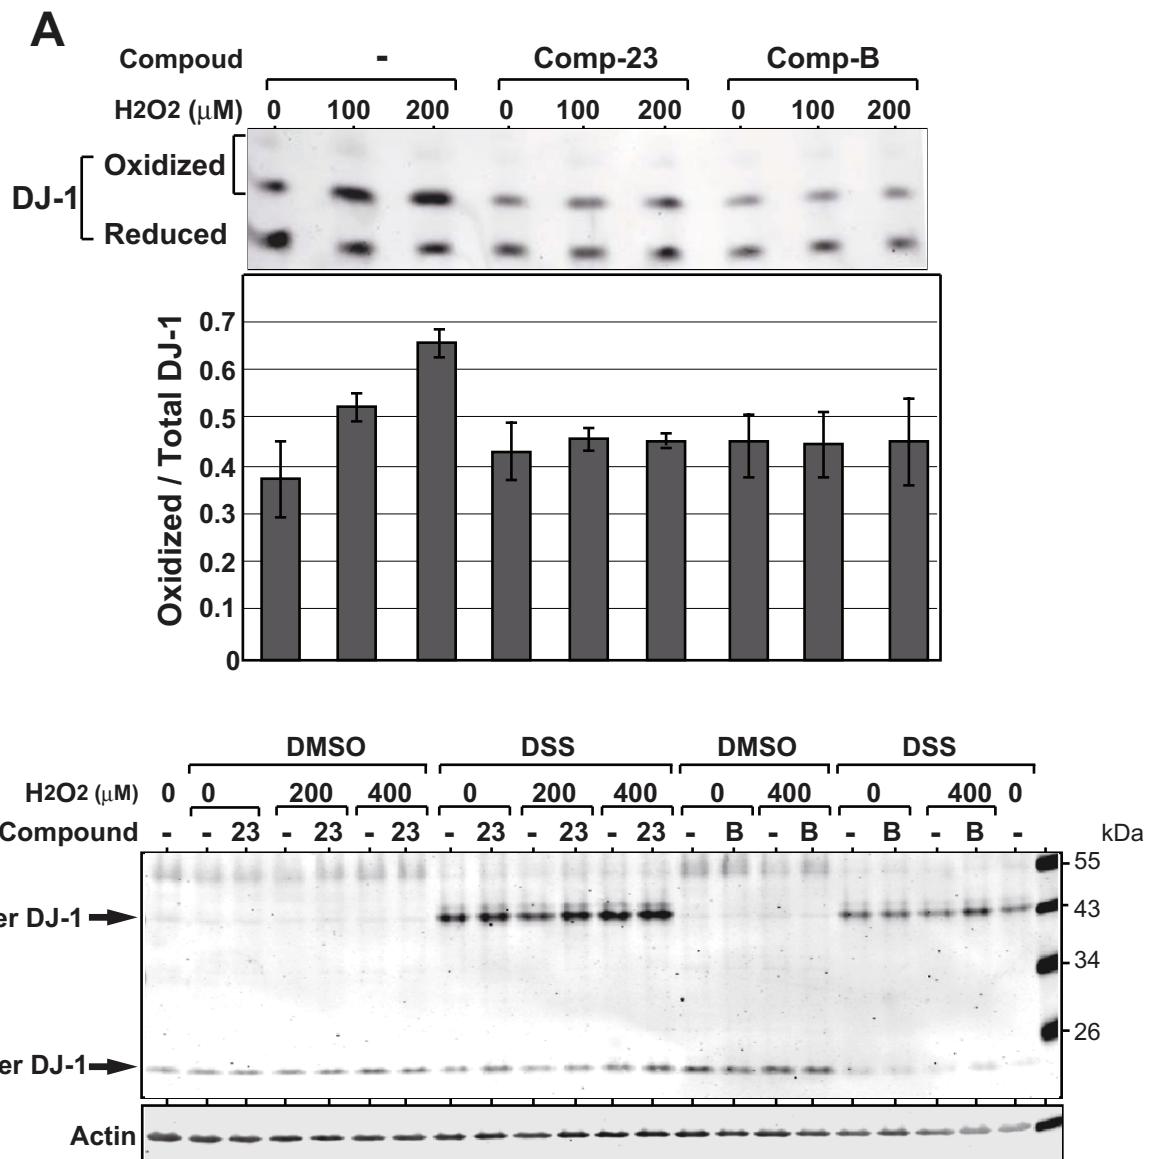 A
Compoud - Comp-23 Comp-B
H2O2 (μM) 0 100 200 0 100 200 0 100 200
Oxidized
DJ-1
Reduced
Oxidized / Total DJ-1
0.7
0.6
0.5
0.4
0.3
0.2
0.1
0
DMSO DSS DMSO DSS
H2O2 (μM) 0 0 200 400 0 200 400 0 400 0 400 0
Compound - - 23 - 23 - 23 - 23 - 23 - 23 - B - B - B - B -
kDa
55
er DJ-1 43
34
26
er DJ-1
Actin